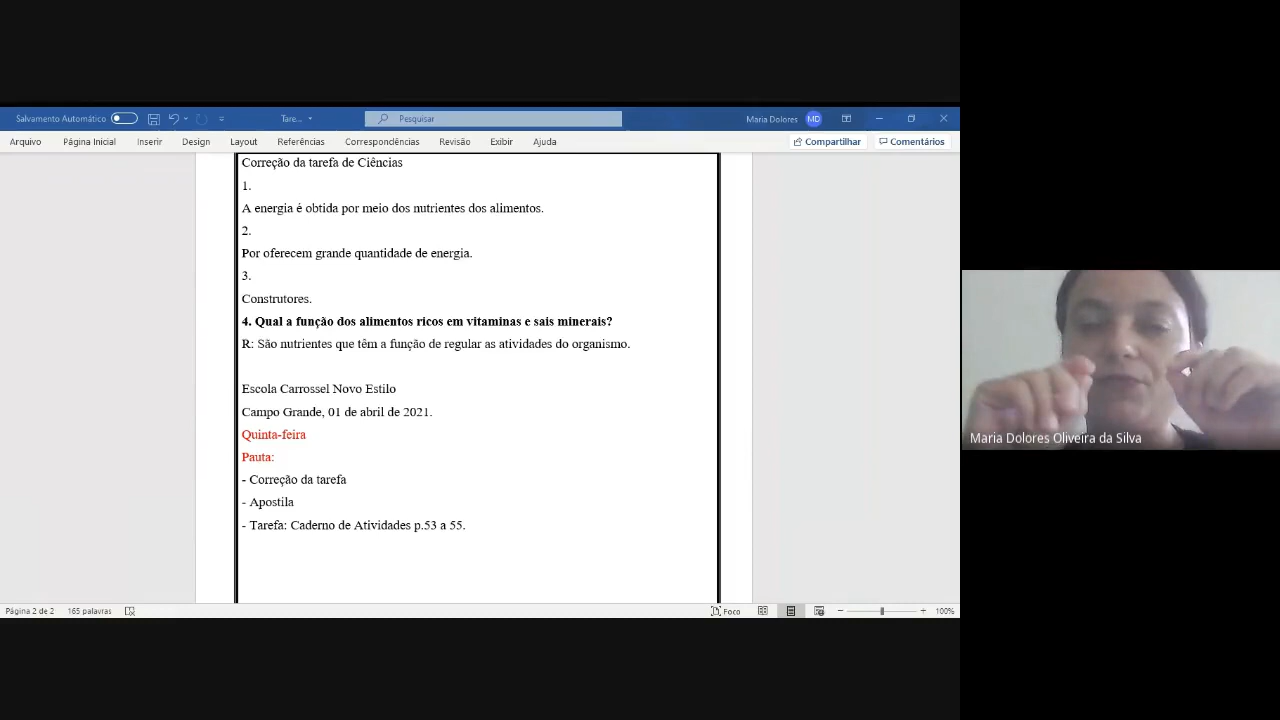 Salvamento Automático
Tare...
Pesquisar
Maria Dolores
MD
Arquivo
Página Inicial
Inserir
Design
Layout
Referências
Correspondências
Revisão
Exibir
Ajuda
Compartilhar
Comentários
Correção da tarefa de Ciências
1.
A energia é obtida por meio dos nutrientes dos alimentos.
2.
Por oferecem grande quantidade de energia.
3.
Construtores.
4. Qual a função dos alimentos ricos em vitaminas e sais minerais?
R: São nutrientes que têm a função de regular as atividades do organismo.
Escola Carrossel Novo Estilo
Campo Grande, 01 de abril de 2021.
Quinta-feira
Pauta:
- Correção da tarefa
- Apostila
- Tarefa: Caderno de Atividades p.53 a 55.
Maria Dolores Oliveira da Silva
Página 2 de 2
165 palavras
Foco
100%